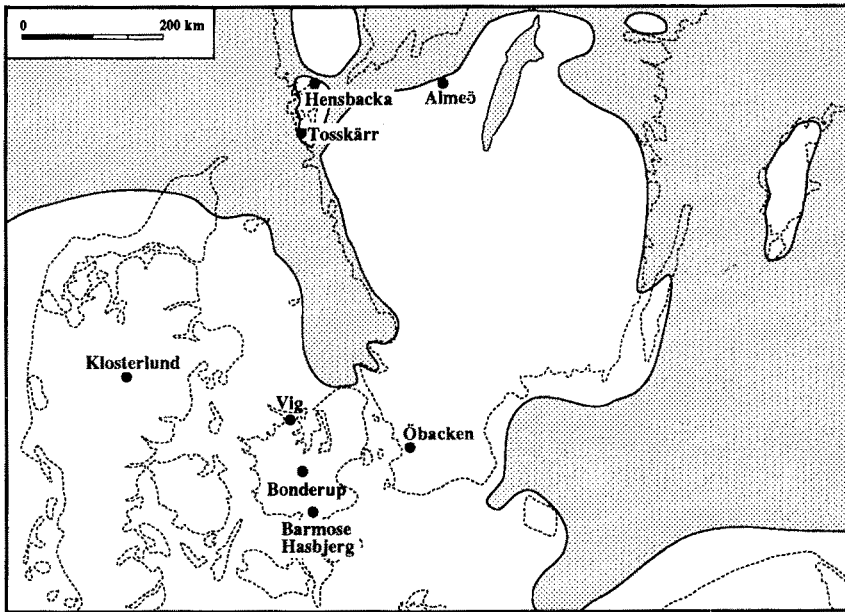 0 200 km
Hensbacka
Almeö
Tosskärr
Klosterlund
Vig
Öbacken
Bonderup
Barmose
Hasbjerg